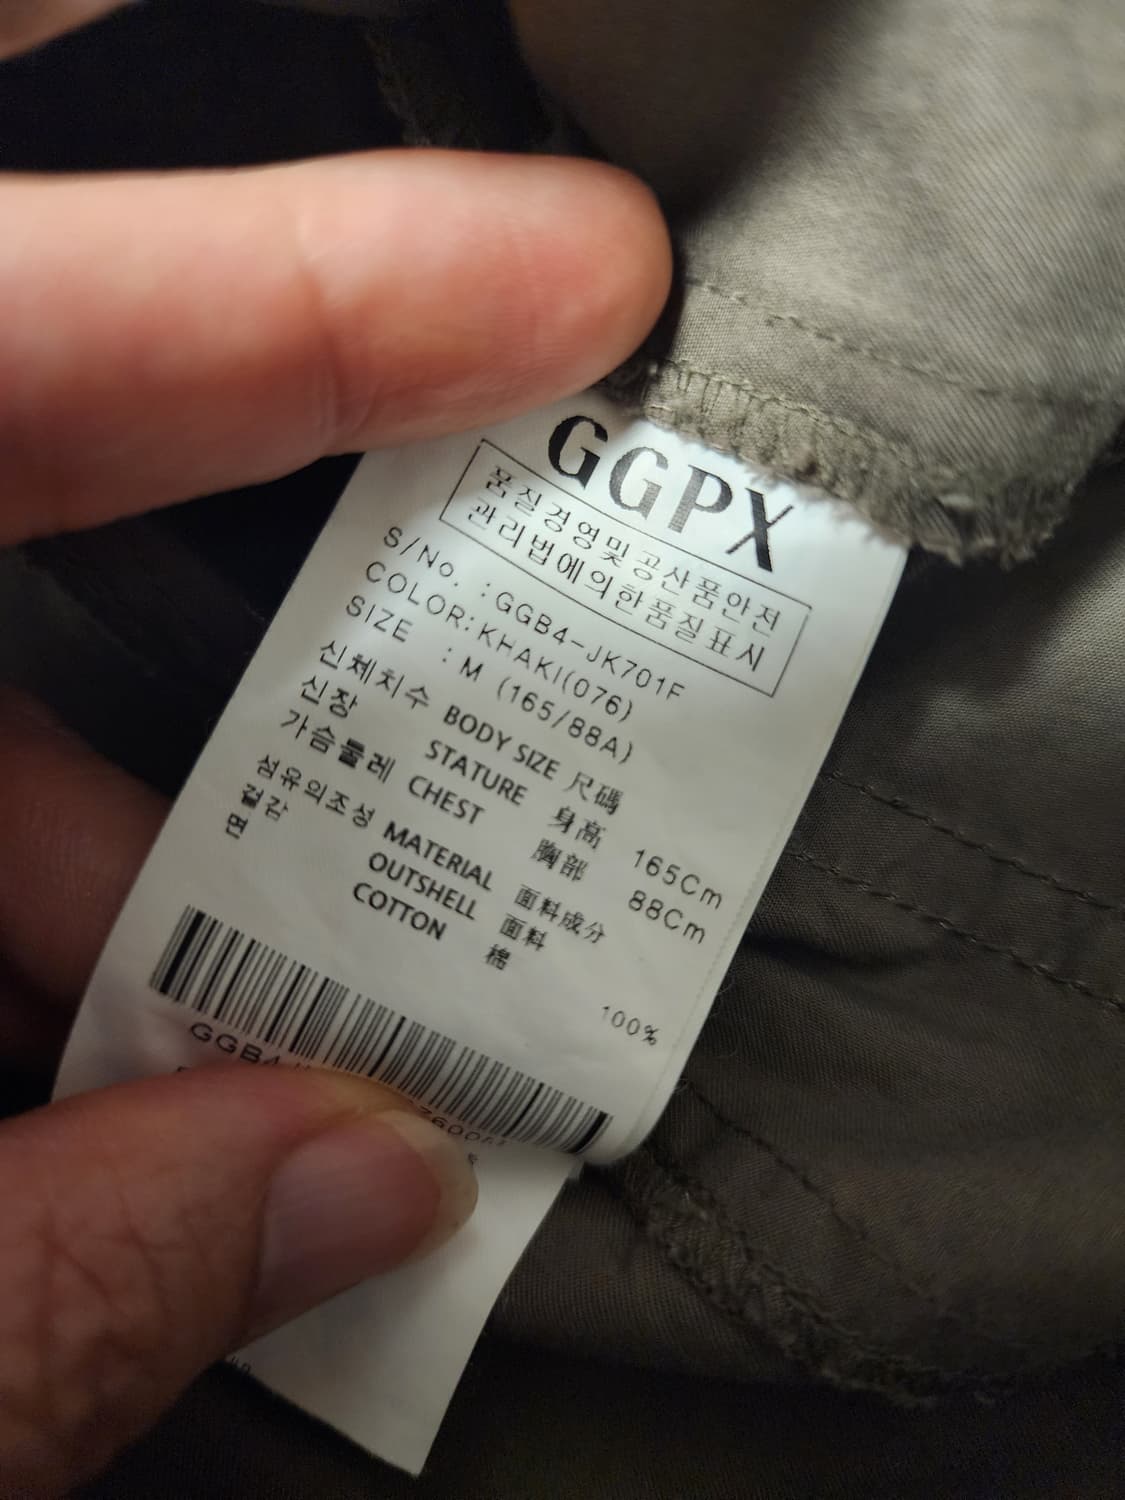 GGPX
품질경영및공산품안전
관리법에의한품질표시
S/No. : GGB4-JK701F
COLOR: KHAKI(076)
SIZE : M (165/88A)
신체치수 BODY SIZE 尺碼
신장 STATURE 身高 165Cm
가슴둘레 CHEST 胸部 88Cm
섬유의조성 MATERIAL 面料成分
겉감 OUTSHELL 面料
면 COTTON 棉 100%